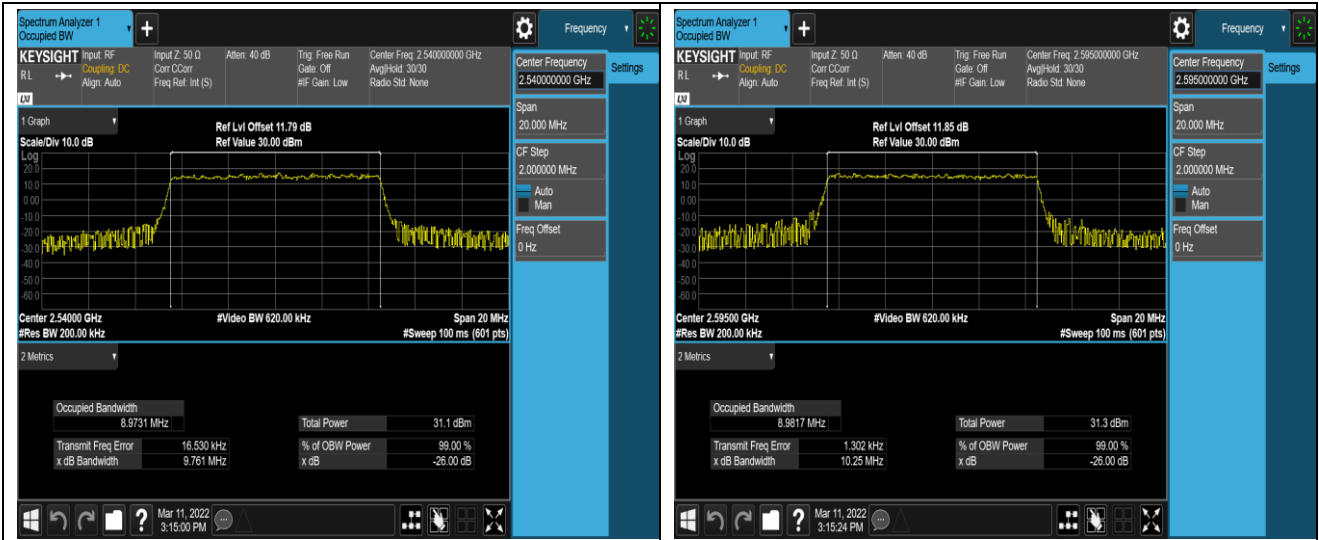 Spectrum Analyzer 1
Occupied BW
+
Frequency
KEYSIGHT Input: RF Input Z: 50 Ω Atten: 40 dB Trig: Free Run Center Freq: 2.540000000 GHz
RL Coupling: DC Corr CCorr Gate: Off Avg|Hold: 30/30
Align: Auto Freq Ref: Int (S) #IF Gain: Low Radio Std: None
LXI
Center Frequency
2.540000000 GHz
Settings
Span
20.000 MHz
CF Step
2.000000 MHz
Auto
Man
Freq Offset
0 Hz
1 Graph
Ref Lvl Offset 11.79 dB
Scale/Div 10.0 dB Ref Value 30.00 dBm
Log
20.0
10.0
0.00
-10.0
-20.0
-30.0
-40.0
-50.0
-60.0
Center 2.54000 GHz #Video BW 620.00 kHz Span 20 MHz
#Res BW 200.00 kHz #Sweep 100 ms (601 pts)
2 Metrics
Occupied Bandwidth
8.9731 MHz Total Power 31.1 dBm
Transmit Freq Error 16.530 kHz % of OBW Power 99.00 %
x dB Bandwidth 9.761 MHz x dB -26.00 dB
? Mar 11, 2022
3:15:00 PM
Spectrum Analyzer 1
Occupied BW
+
Frequency
KEYSIGHT Input: RF Input Z: 50 Ω Atten: 40 dB Trig: Free Run Center Freq: 2.595000000 GHz
RL Coupling: DC Corr CCorr Gate: Off Avg|Hold: 30/30
Align: Auto Freq Ref: Int (S) #IF Gain: Low Radio Std: None
LXI
Center Frequency
2.595000000 GHz
Settings
Span
20.000 MHz
CF Step
2.000000 MHz
Auto
Man
Freq Offset
0 Hz
1 Graph
Ref Lvl Offset 11.85 dB
Scale/Div 10.0 dB Ref Value 30.00 dBm
Log
20.0
10.0
0.00
-10.0
-20.0
-30.0
-40.0
-50.0
-60.0
Center 2.59500 GHz #Video BW 620.00 kHz Span 20 MHz
#Res BW 200.00 kHz #Sweep 100 ms (601 pts)
2 Metrics
Occupied Bandwidth
8.9817 MHz Total Power 31.3 dBm
Transmit Freq Error 1.302 kHz % of OBW Power 99.00 %
x dB Bandwidth 10.25 MHz x dB -26.00 dB
? Mar 11, 2022
3:15:24 PM